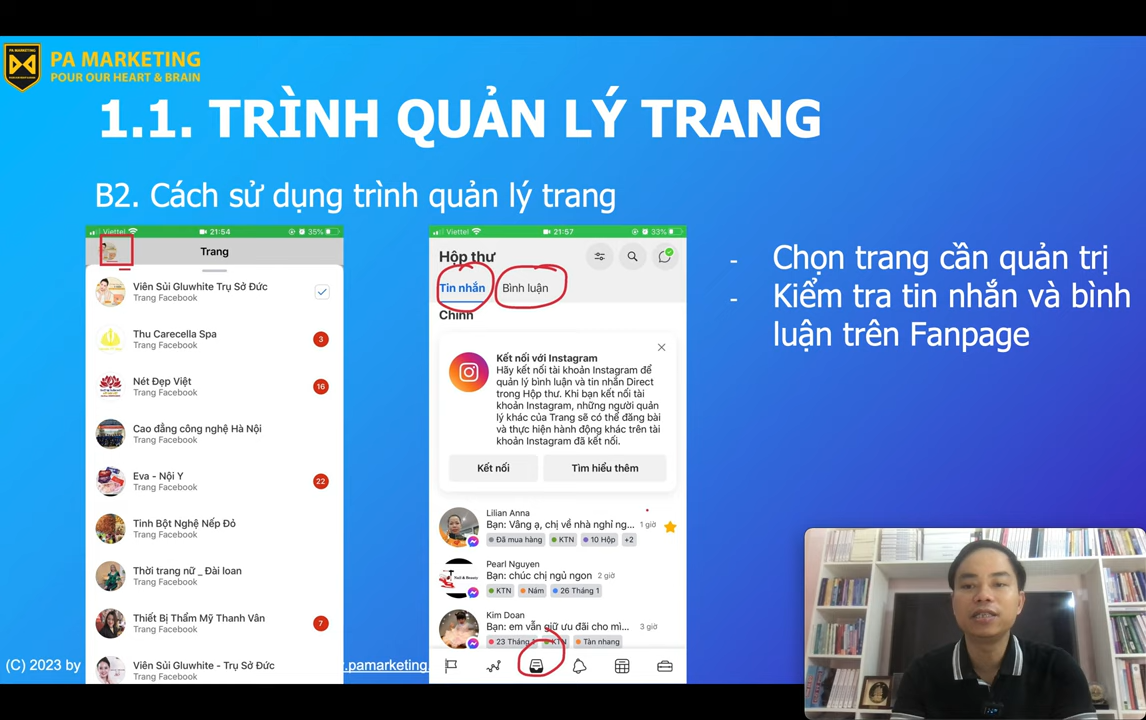 PA MARKETING
POUR OUR HEART & BRAIN
1.1. TRÌNH QUẢN LÝ TRANG
B2. Cách sử dụng trình quản lý trang
Viettel 21:54 35%
Trang
Viên Sủi Gluwhite Trụ Sở Đức
Trang Facebook
Thu Carecella Spa
Trang Facebook
3
Nét Đẹp Việt
Trang Facebook
16
Cao đẳng công nghệ Hà Nội
Trang Facebook
Eva - Nội Y
Trang Facebook
22
Tinh Bột Nghệ Nếp Đỏ
Trang Facebook
Thời trang nữ _ Đài loan
Trang Facebook
Thiết Bị Thẩm Mỹ Thanh Vân
Trang Facebook
7
Viên Sủi Gluwhite - Trụ Sở Đức
Trang Facebook
Viettel 21:57 33%
Hộp thư
Tin nhắn Bình luận
Chính
Kết nối với Instagram
Hãy kết nối tài khoản Instagram để
quản lý bình luận và tin nhắn Direct
trong Hộp thư. Khi bạn kết nối tài
khoản Instagram, những người quản
lý khác của Trang sẽ có thể đăng bài
và thực hiện hành động khác trên tài
khoản Instagram đã kết nối.
Kết nối Tìm hiểu thêm
Lilian Anna
Bạn: Vâng ạ, chị về nhà nghỉ ng... 1 giờ
Đã mua hàng KTN 10 Hộp +2
Pearl Nguyen
Bạn: chúc chị ngủ ngon 2 giờ
KTN Nám 26 Tháng 1
Kim Doan
Bạn: em vẫn giữ ưu đãi cho mì... 3 giờ
23 Tháng KTN Tàn nhang
- Chọn trang cần quản trị
- Kiểm tra tin nhắn và bình
luận trên Fanpage
(C) 2023 by
.pamarketing.